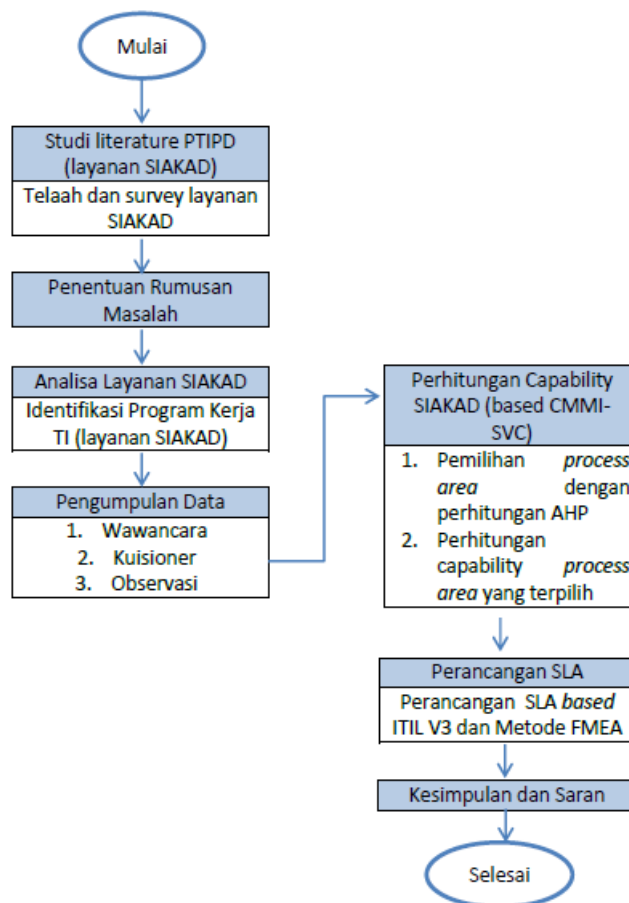 Mulai
Studi literature PTIPD
(layanan SIAKAD)
Telaah dan survey layanan
SIAKAD
Penentuan Rumusan
Masalah
Analisa Layanan SIAKAD
Identifikasi Program Kerja
TI (layanan SIAKAD)
Pengumpulan Data
1. Wawancara
2. Kuisioner
3. Observasi
Perhitungan Capability
SIAKAD (based CMMI-
SVC)
1. Pemilihan process
area dengan
perhitungan AHP
2. Perhitungan
capability process
area yang terpilih
Perancangan SLA
Perancangan SLA based
ITIL V3 dan Metode FMEA
Kesimpulan dan Saran
Selesai